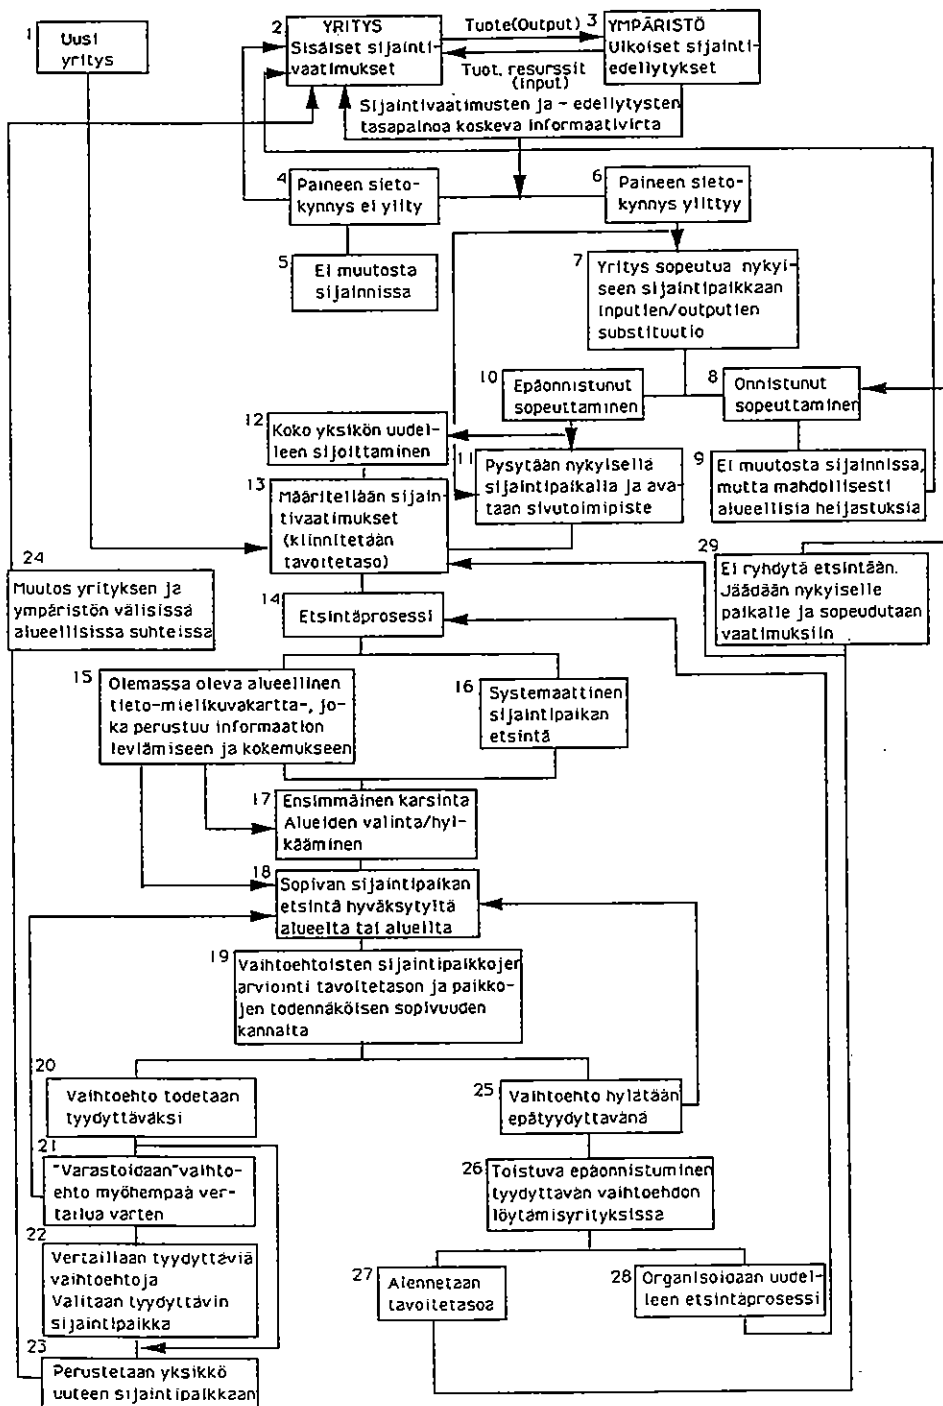 1
Uusi
yritys
2
YRITYS
Sisäiset sijainti-
vaatimukset
Tuote(Output)
Tuot. resurssit
(input)
3
YMPÄRISTÖ
Ulkoiset sijainti-
edellytykset
Sijaintivaatimusten ja - edellytysten
tasapainoa koskeva informaativirta
4
Paineen sieto-
kynnys ei ylity
6
Paineen sieto-
kynnys ylittyy
5
Ei muutosta
sijainnissa
7
Yritys sopeutua nykyi-
seen sijaintipaikkaan
inputien/outputien
substituutio
10
Epäonnistunut
sopeuttaminen
8
Onnistunut
sopeuttaminen
12
Koko yksikön uudel-
leen sijoittaminen
11
Pysytään nykyisellä
sijaintipaikalla ja ava-
taan sivutoimipiste
9
Ei muutosta sijainnissa,
mutta mahdollisesti
alueellisia heijastuksia
13
Määritellään sijain-
tivaatimukset
(kiinnitetään
tavoitetaso)
24
Muutos yrityksen ja
ympäristön välisissä
alueellisissa suhteissa
29
Ei ryhdytä etsintään.
Jäädään nykyiselle
paikalle ja sopeudutaan
vaatimuksiin
14
Etsintäprosessi
15
Olemassa oleva alueellinen
tieto-mielikuvakartta-, jo-
ka perustuu informaation
leviämiseen ja kokemukseen
16
Systemaattinen
sijaintipaikan
etsintä
17
Ensimmäinen karsinta
Alueiden valinta/hyl-
kääminen
18
Sopivan sijaintipaikan
etsintä hyväksytyltä
alueelta tai alueilta
19
Vaihtoehtoisten sijaintipaikkojen
arviointi tavoitetason ja paikko-
jen todennäköisen sopivuuden
kannalta
20
Vaihtoehto todetaan
tyydyttäväksi
25
Vaihtoehto hylätään
epätyydyttävänä
21
"Varastoidaan" vaihto-
ehto myöhempää ver-
tailua varten
26
Toistuva epäonnistuminen
tyydyttävän vaihtoehdon
löytämisyrityksissä
22
Vertaillaan tyydyttäviä
vaihtoehtoja
Valitaan tyydyttävin
sijaintipaikka
27
Alennetaan
tavoitetasoa
28
Organisoidaan uudel-
leen etsintäprosessi
23
Perustetaan yksikkö
uuteen sijaintipaikkaan